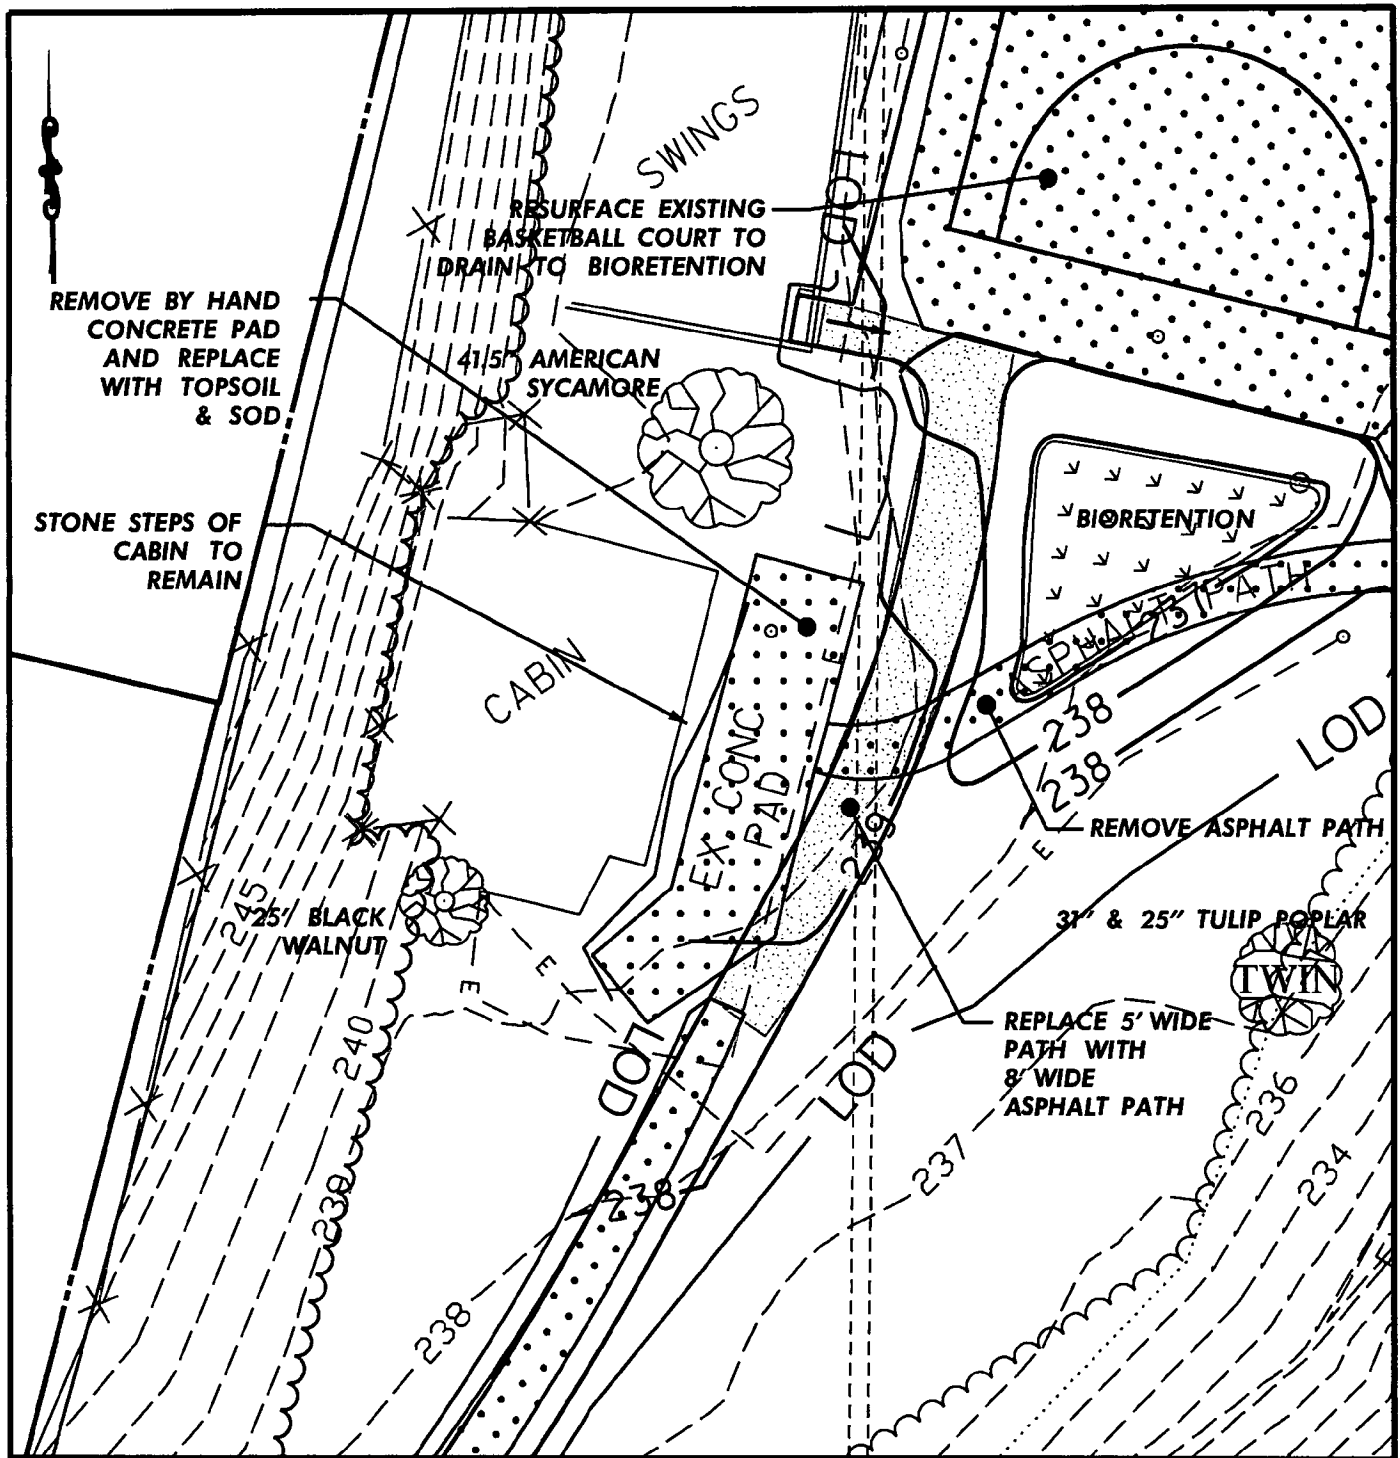 SWINGS
RESURFACE EXISTING
BASKETBALL COURT TO
DRAIN TO BIORETENTION
LOD
REMOVE BY HAND
CONCRETE PAD
AND REPLACE
WITH TOPSOIL
& SOD
41.5" AMERICAN
SYCAMORE
STONE STEPS OF
CABIN TO
REMAIN
BIORETENTION
ASPHALT PATH
237
CABIN
E
EX. CONC
PAD
238
238
LOD
REMOVE ASPHALT PATH
239
E
245
25" BLACK
WALNUT
31" & 25" TULIP POPLAR
TWIN
E
E
REPLACE 5' WIDE
PATH WITH
8' WIDE
ASPHALT PATH
240
LOD
LOD
236
237
234
239
238
238
E